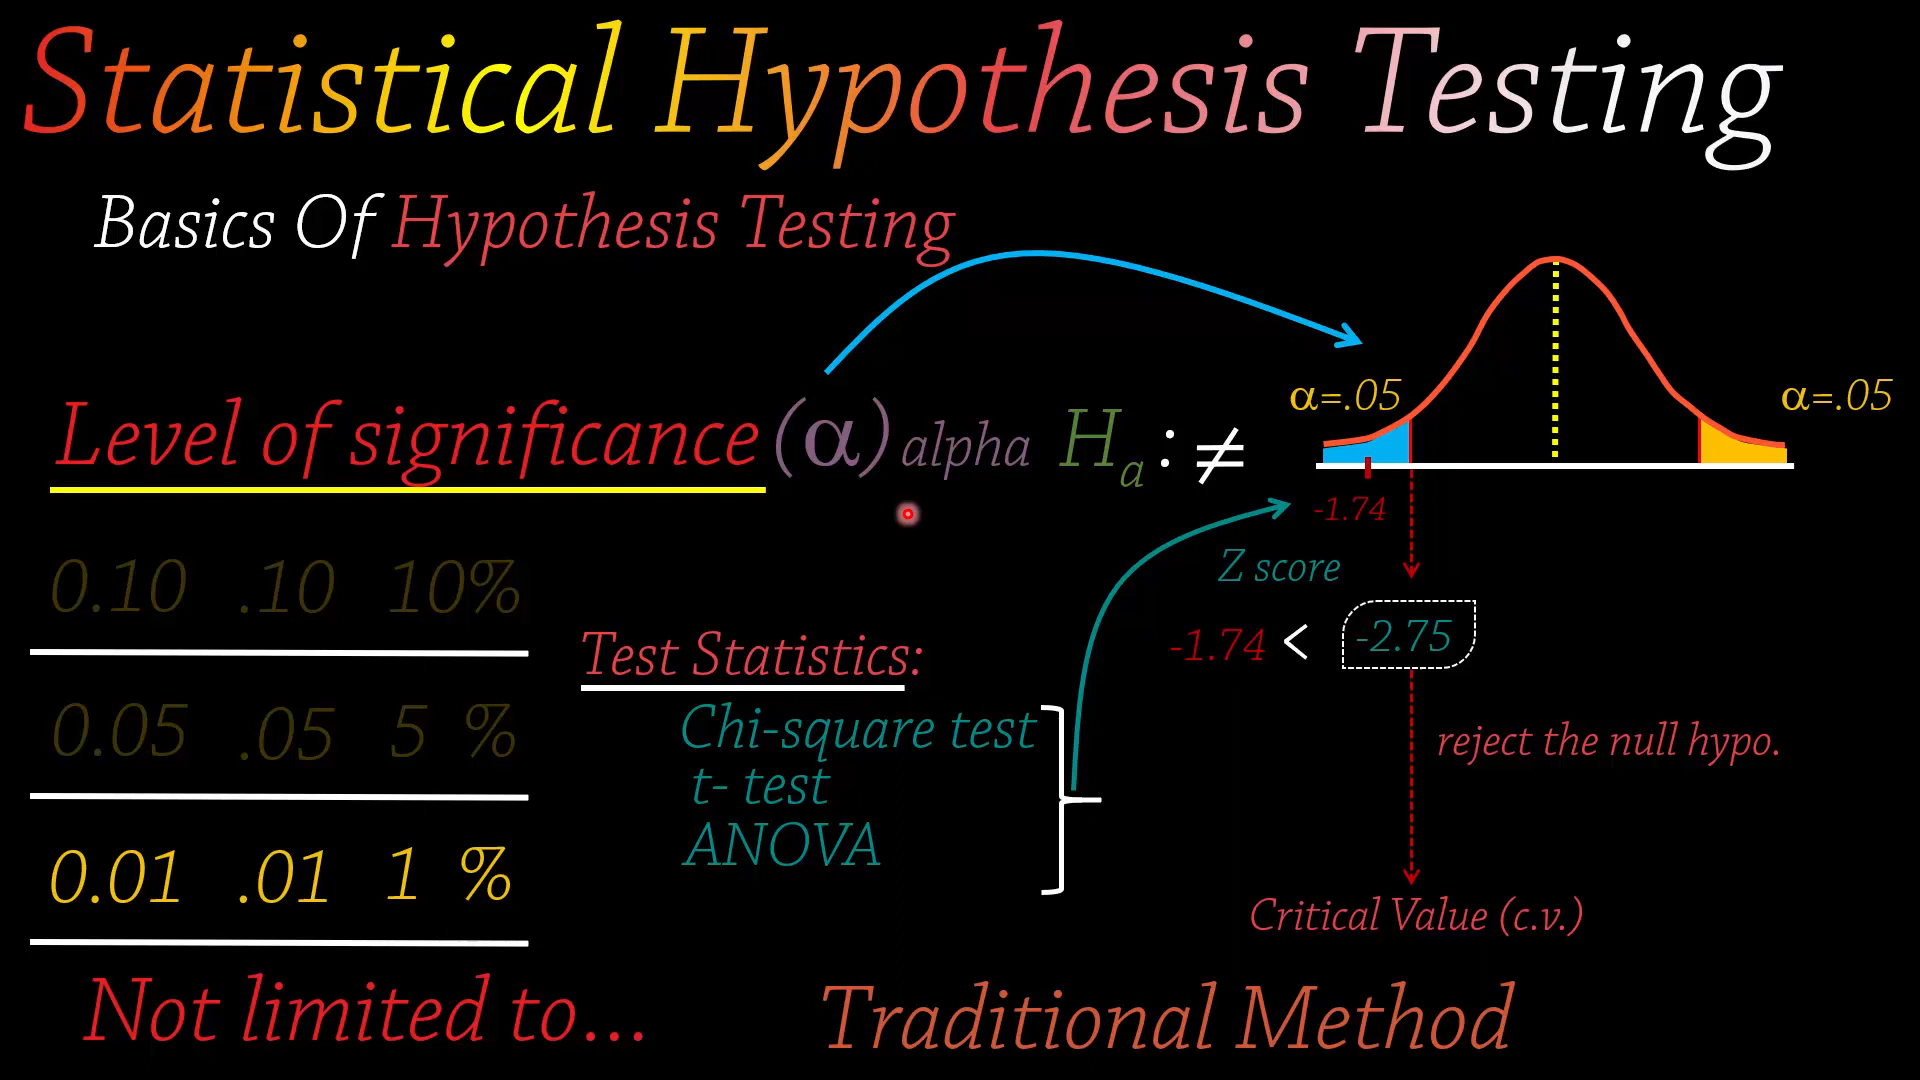 Statistical Hypothesis Testing
Basics Of Hypothesis Testing
Level of significance (α) alpha Ha : ≠
α=.05 α=.05
-1.74
Z score
-1.74 < -2.75
0.10 .10 10%
0.05 .05 5 %
0.01 .01 1 %
Test Statistics:
Chi-square test
t- test
ANOVA
reject the null hypo.
Critical Value (c.v.)
Not limited to...
Traditional Method